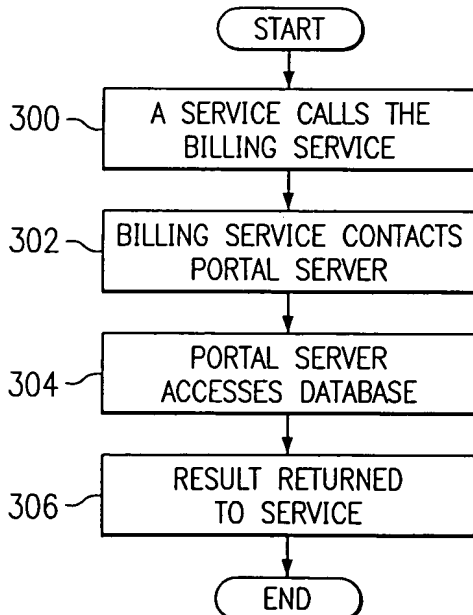 START
300
A SERVICE CALLS THE
BILLING SERVICE
302
BILLING SERVICE CONTACTS
PORTAL SERVER
304
PORTAL SERVER
ACCESSES DATABASE
306
RESULT RETURNED
TO SERVICE
END